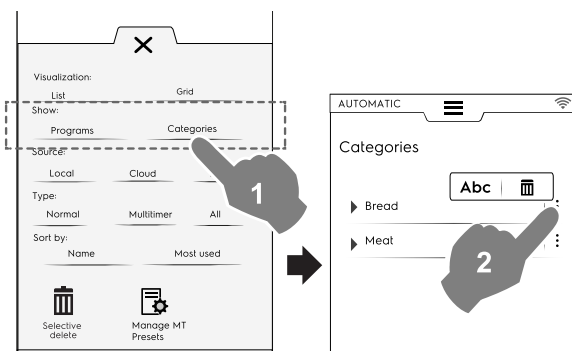 Visualization:
List Grid
Show:
Programs Categories
Source:
Local Cloud
Type:
Normal Multitimer All
Sort by:
Name Most used
Selective
delete
Manage MT
Presets
1
AUTOMATIC
Categories
Abc
Bread
Meat
2